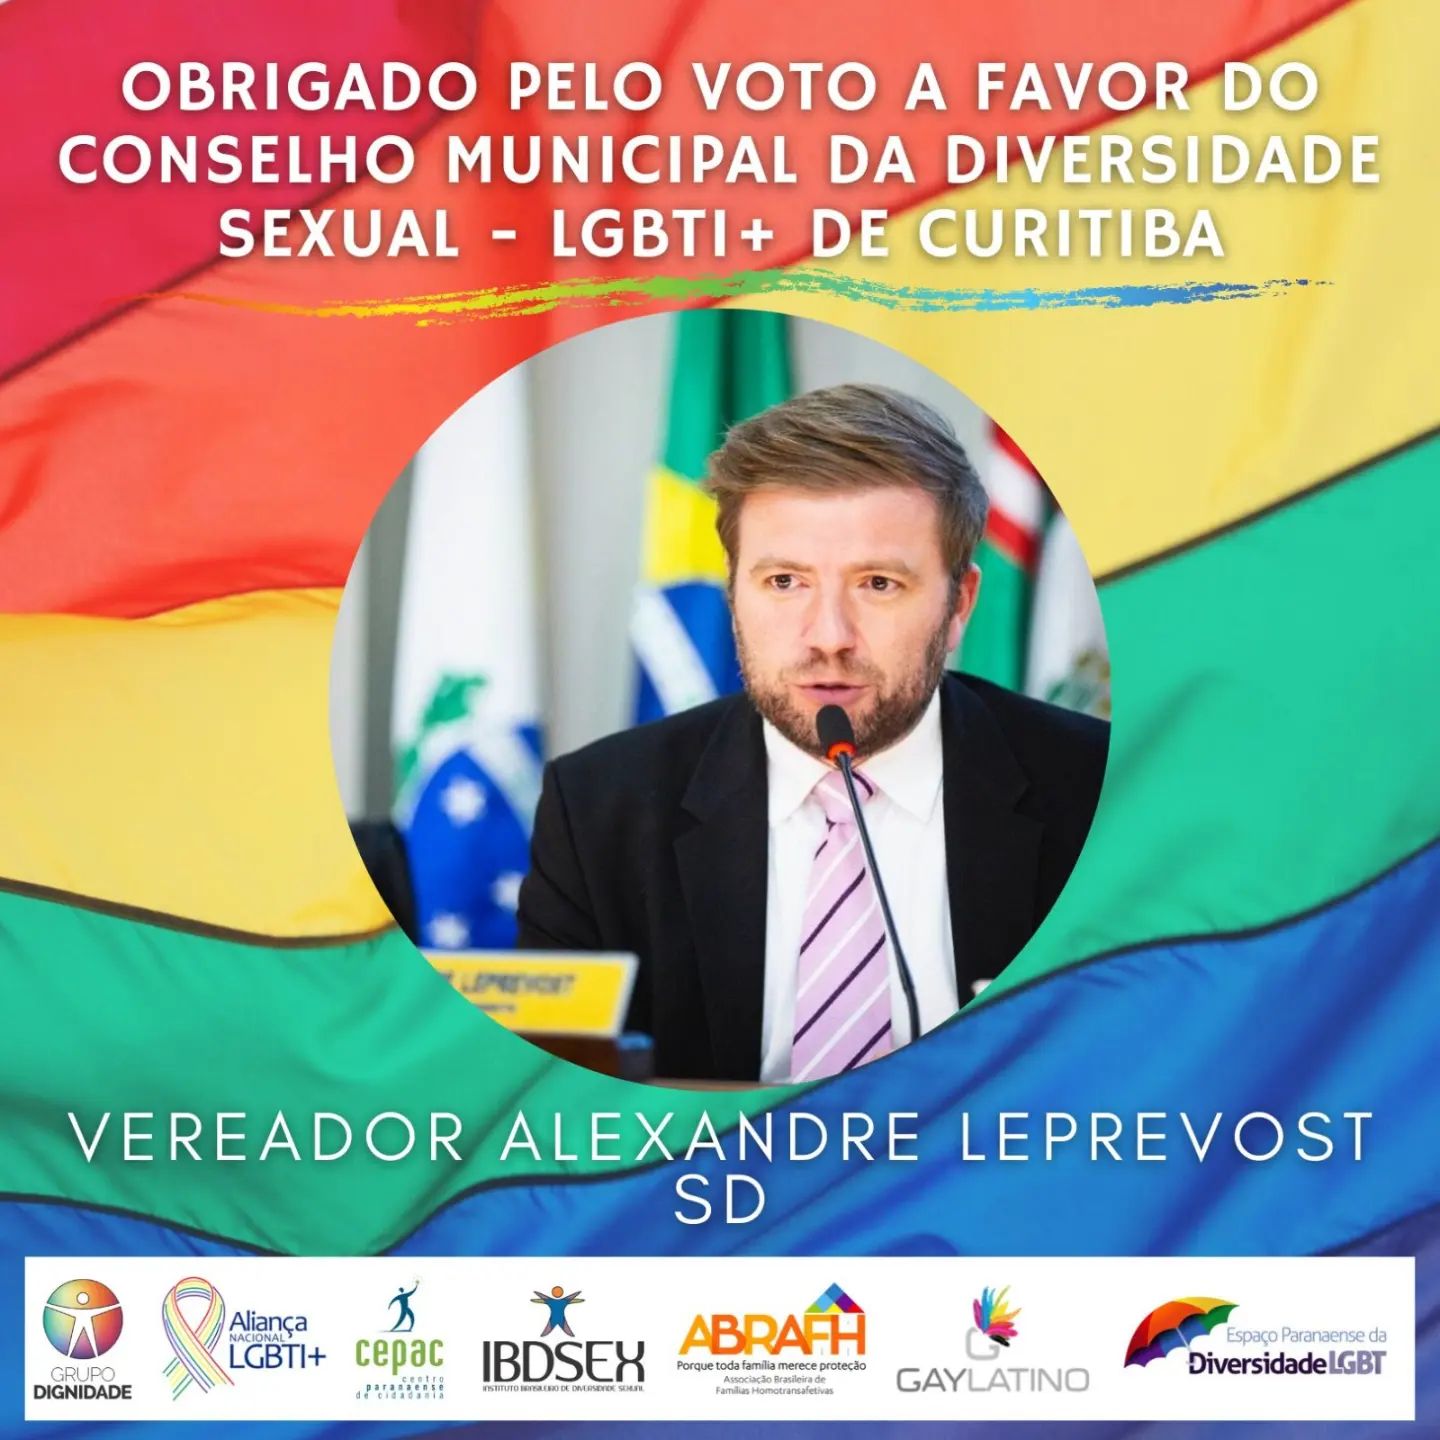 OBRIGADO PELO VOTO A FAVOR DO
CONSELHO MUNICIPAL DA DIVERSIDADE
SEXUAL - LGBTI+ DE CURITIBA
LEPREVOST
VEREADOR ALEXANDRE LEPREVOST
SD
GRUPO
DIGNIDADE
Aliança
NACIONAL
LGBTI+
cepac
centro
paranaense
de cidadania
IBDSEX
INSTITUTO BRASILEIRO DE DIVERSIDADE SEXUAL
ABRAFH
Porque toda família merece proteção
Associação Brasileira de
Famílias Homotransafetivas
G
GAYLATINO
Espaço Paranaense da
DiversidadeLGBT